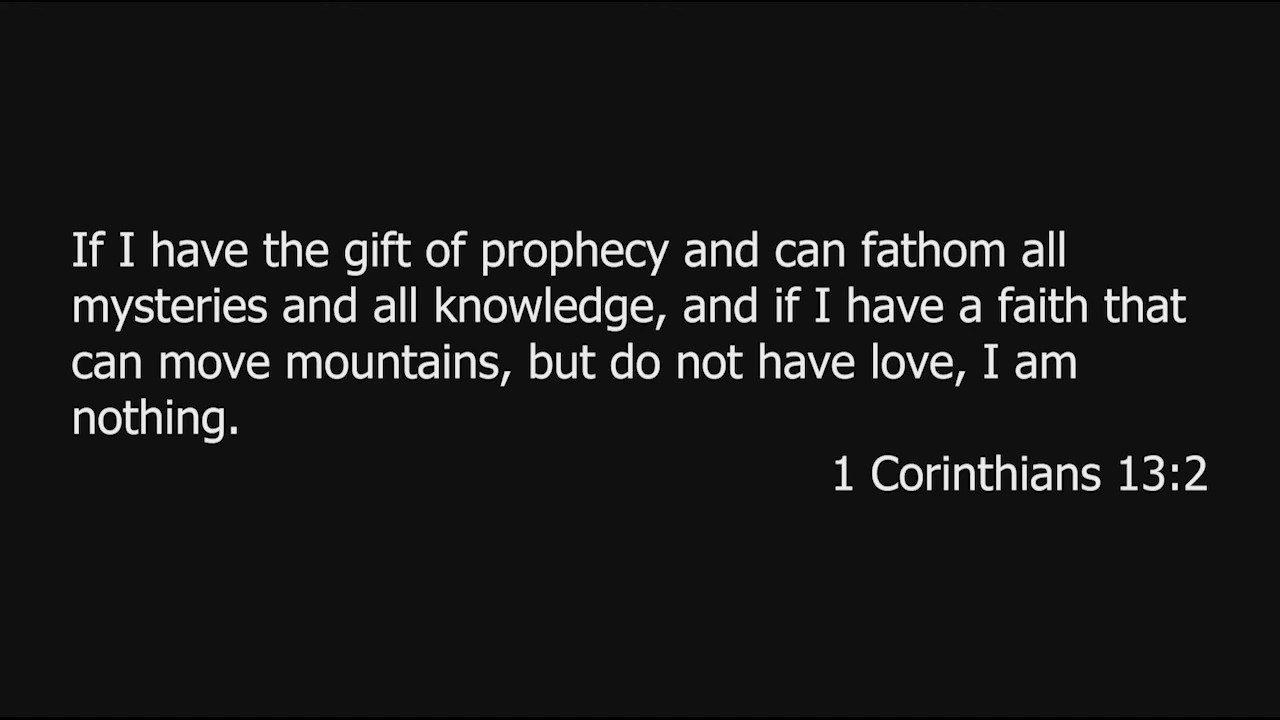 If I have the gift of prophecy and can fathom all
mysteries and all knowledge, and if I have a faith that
can move mountains, but do not have love, I am
nothing.
1 Corinthians 13:2